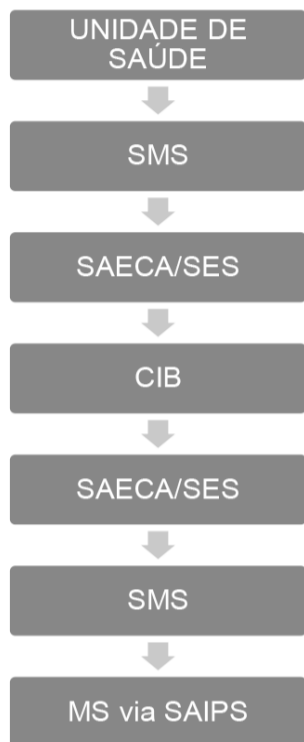 UNIDADE DE
SAÚDE
SMS
SAECA/SES
CIB
SAECA/SES
SMS
MS via SAIPS